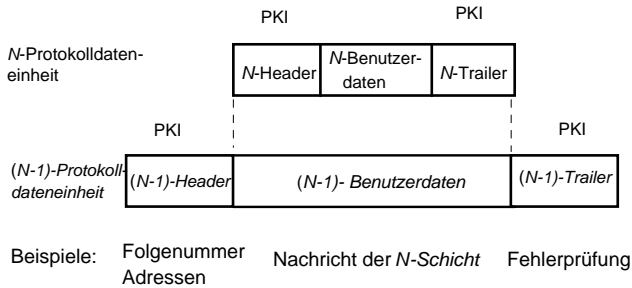 PKI PKI
N-Protokolldaten-
einheit
N-Header
N-Benutzer-
daten
N-Trailer
PKI PKI
(N-1)-Protokoll-
dateneinheit
(N-1)-Header
(N-1)- Benutzerdaten
(N-1)-Trailer
Beispiele:
Folgenummer
Adressen
Nachricht der N-Schicht
Fehlerprüfung